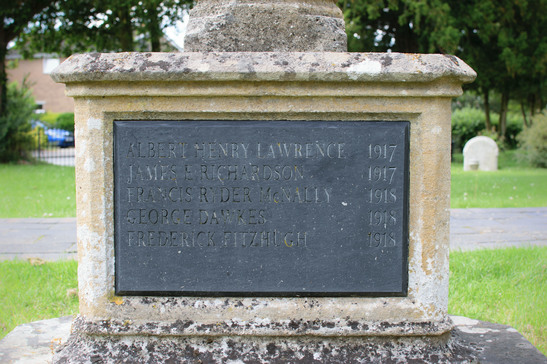 ALBERT HENRY LAWRENCE 1917
JAMES E RICHARDSON 1917
FRANCIS RYDER McNALLY 1918
GEORGE DAWKES 1918
FREDERICK FITZHUGH 1918